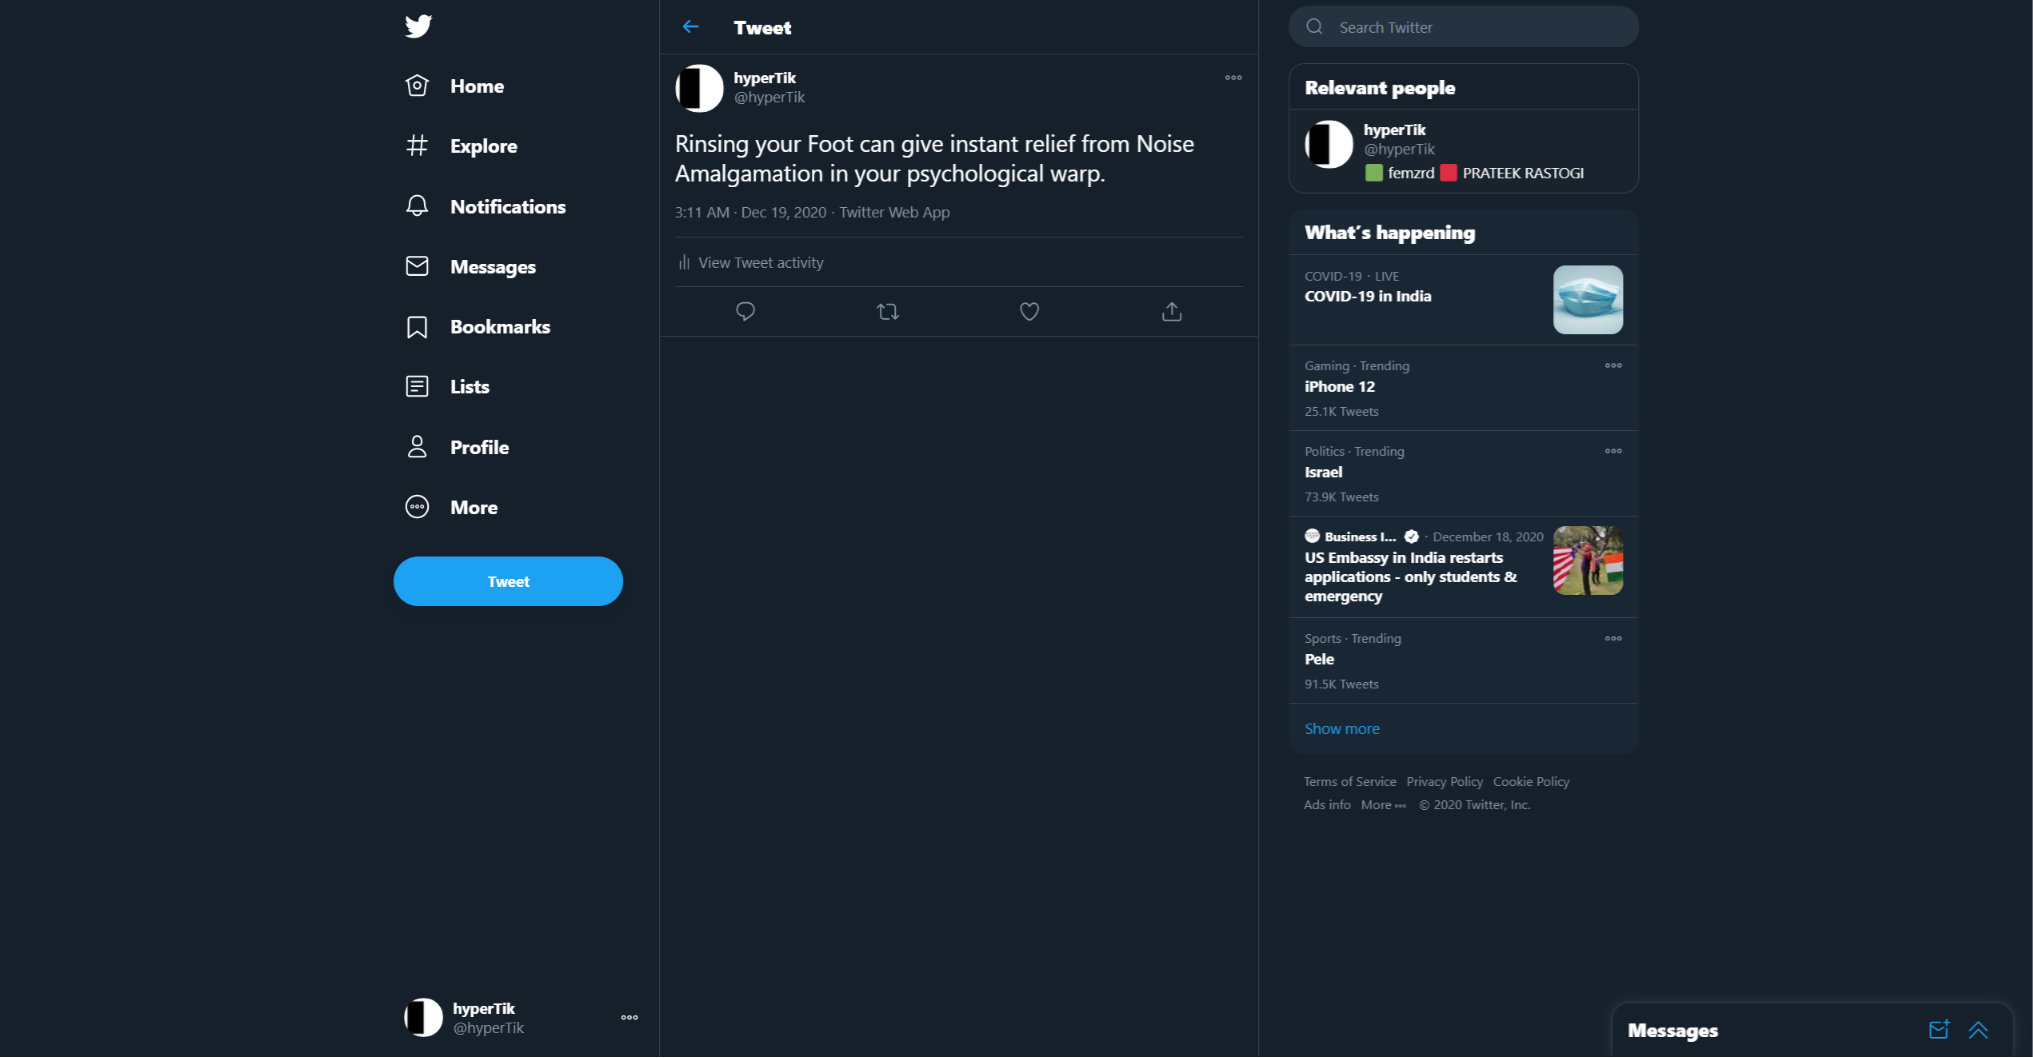 Home
Explore
Notifications
Messages
Bookmarks
Lists
Profile
More
Tweet
hyperTik
@hyperTik
Tweet
hyperTik
@hyperTik
Rinsing your Foot can give instant relief from Noise
Amalgamation in your psychological warp.
3:11 AM · Dec 19, 2020 · Twitter Web App
View Tweet activity
Search Twitter
Relevant people
hyperTik
@hyperTik
femzrd PRATEEK RASTOGI
What's happening
COVID-19 · LIVE
COVID-19 in India
Gaming · Trending
iPhone 12
25.1K Tweets
Politics · Trending
Israel
73.9K Tweets
Business I... · December 18, 2020
US Embassy in India restarts
applications - only students &
emergency
Sports · Trending
Pele
91.5K Tweets
Show more
Terms of Service Privacy Policy Cookie Policy
Ads info More © 2020 Twitter, Inc.
Messages